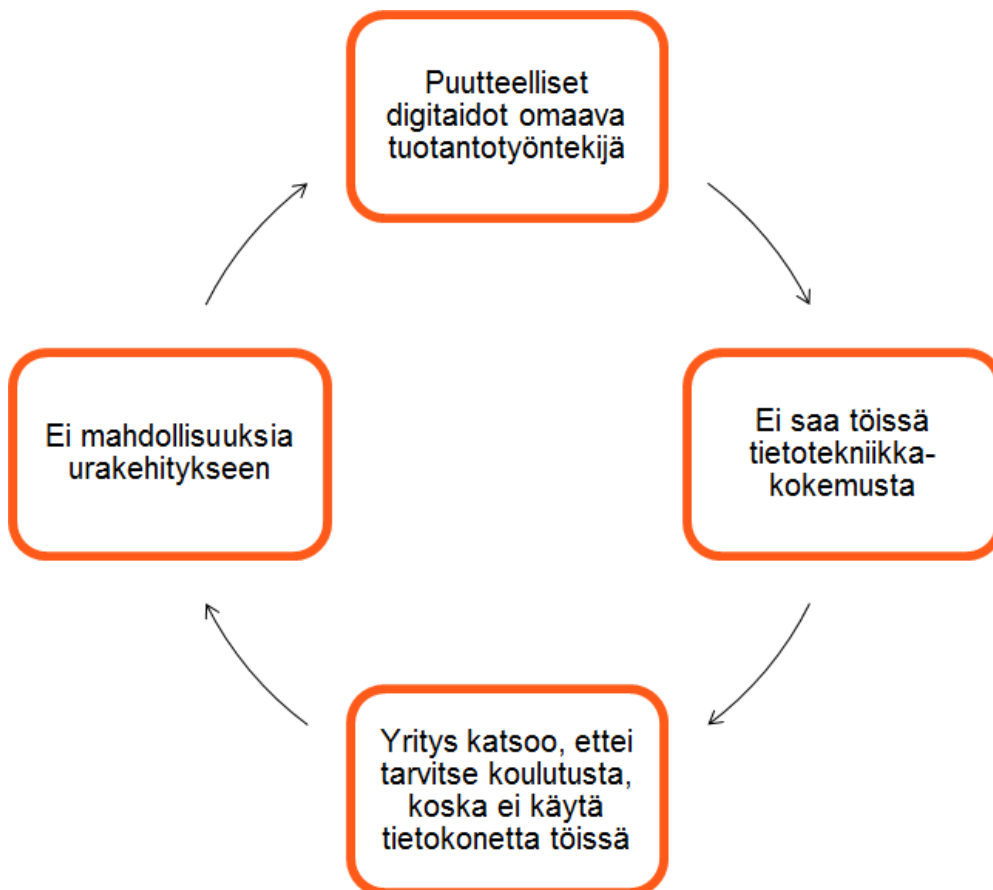 Puutteelliset
digitaidot omaava
tuotantotyöntekijä
Ei saa töissä
tietotekniikka-
kokemusta
Yritys katsoo, ettei
tarvitse koulutusta,
koska ei käytä
tietokonetta töissä
Ei mahdollisuuksia
urakehitykseen